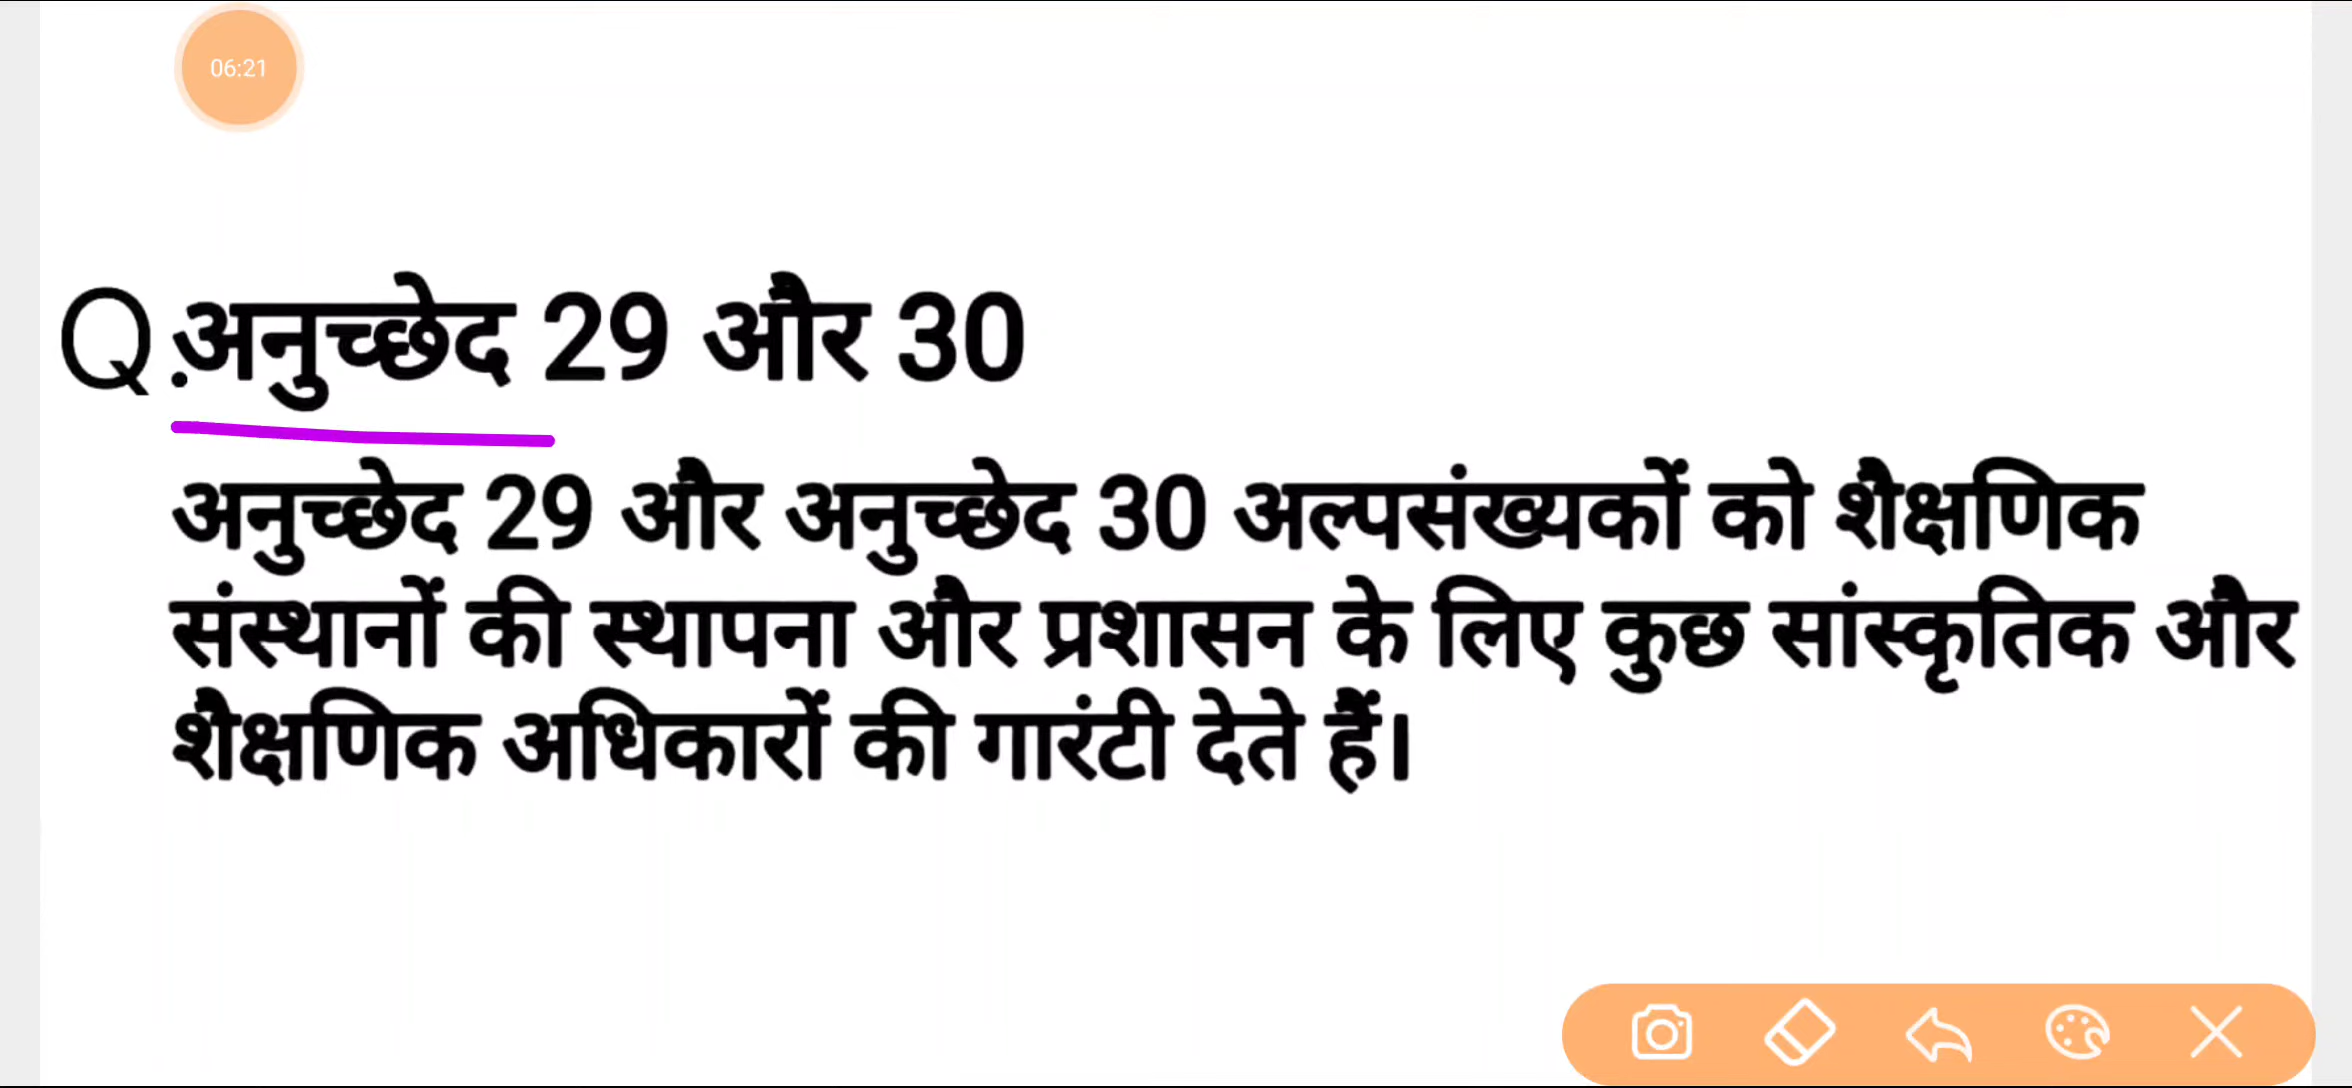 06:21
Q.अनुच्छेद 29 और 30
अनुच्छेद 29 और अनुच्छेद 30 अल्पसंख्यकों को शैक्षणिक
संस्थानों की स्थापना और प्रशासन के लिए कुछ सांस्कृतिक और
शैक्षणिक अधिकारों की गारंटी देते हैं।